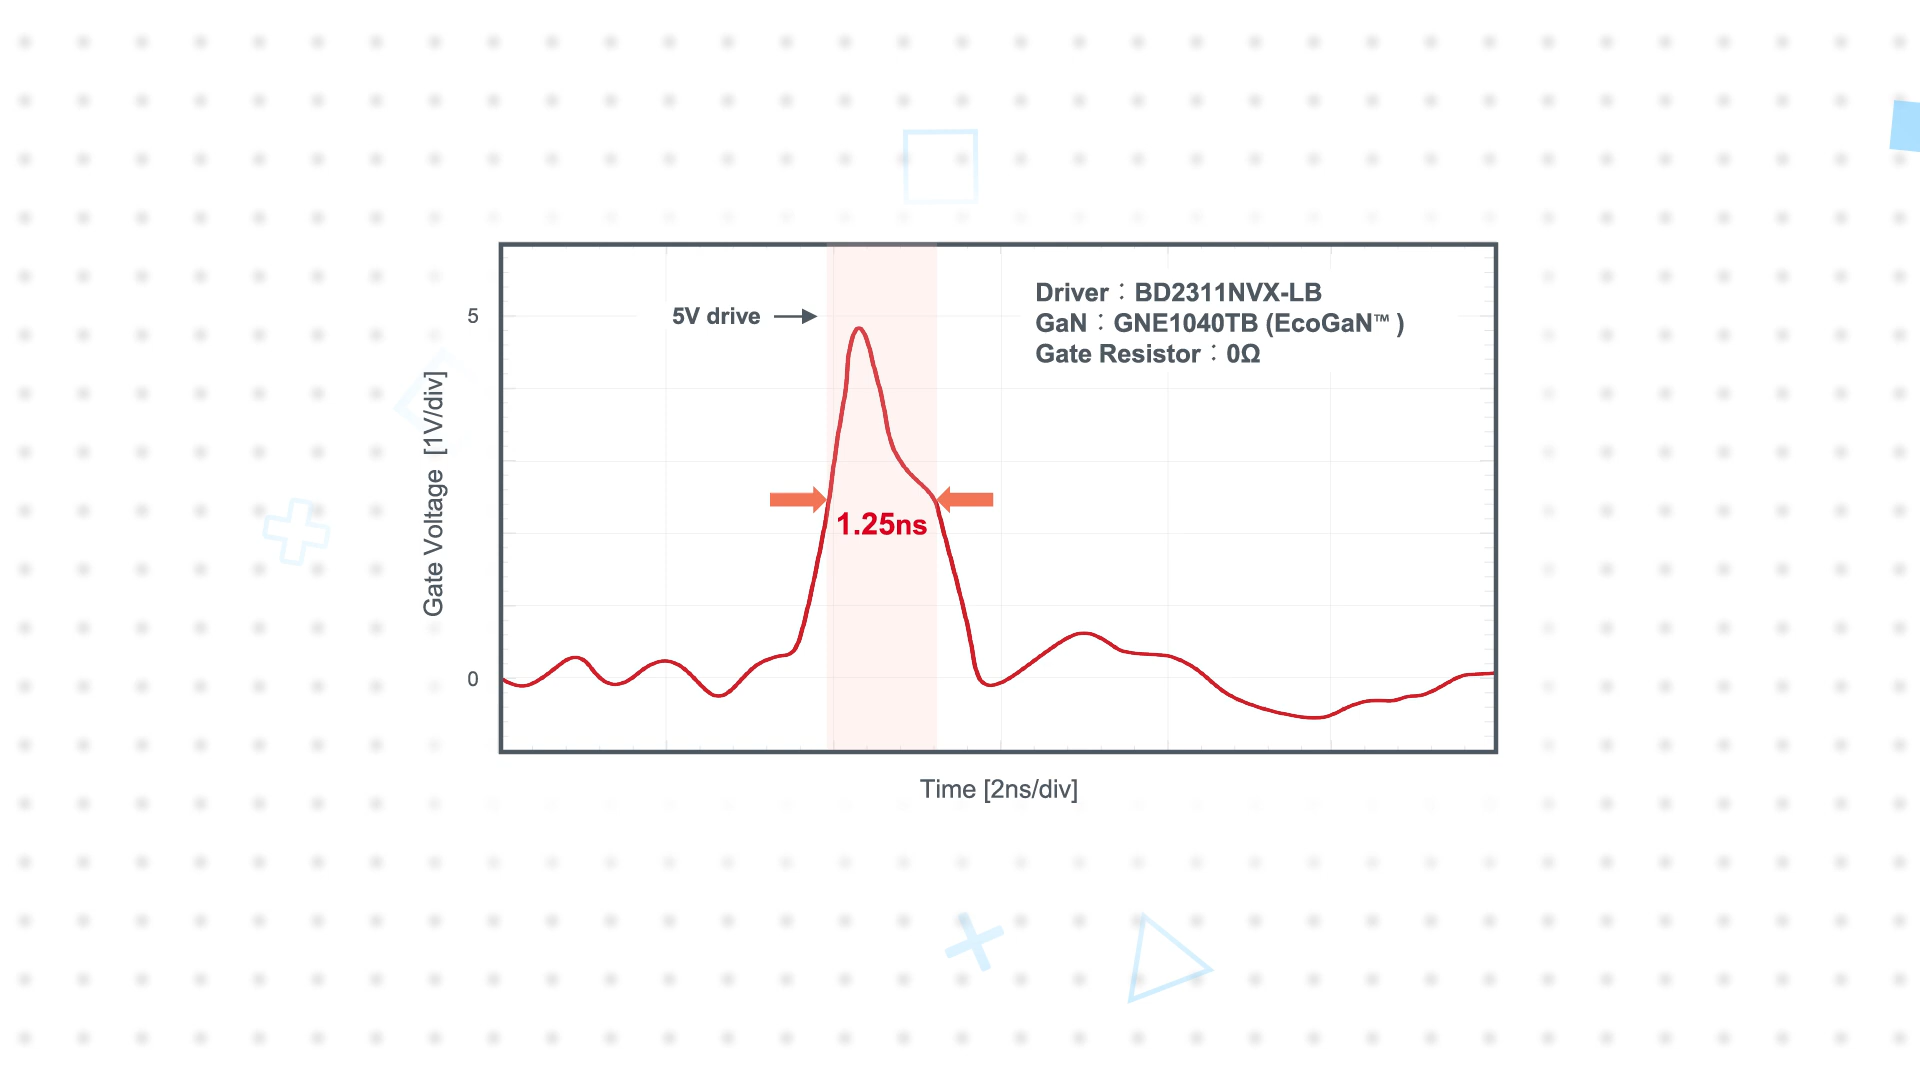 Driver：BD2311NVX-LB
5V drive
GaN：GNE1040TB (EcoGaN™ )
Gate Resistor：0Ω
5
0
1.25ns
Gate Voltage [1V/div]
Time [2ns/div]